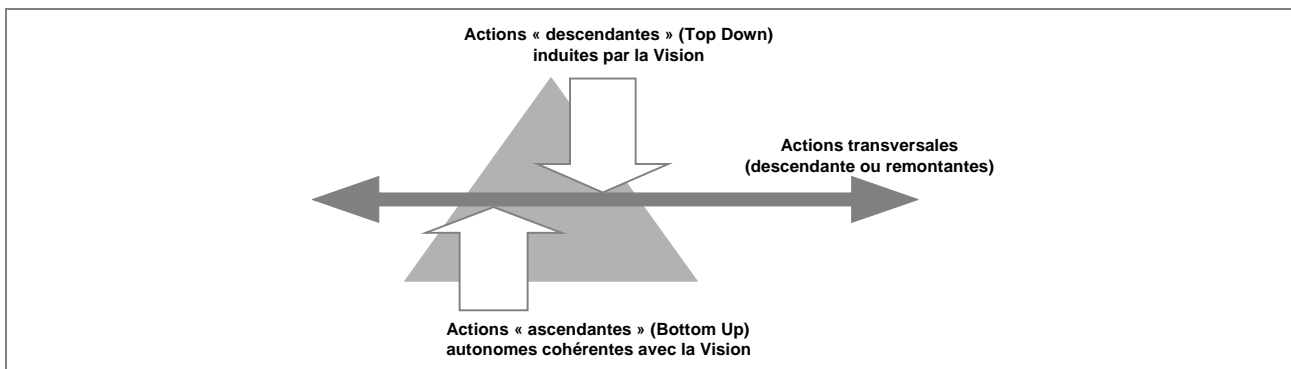 Actions « descendantes » (Top Down)
induites par la Vision
Actions transversales
(descendante ou remontantes)
Actions « ascendantes » (Bottom Up)
autonomes cohérentes avec la Vision